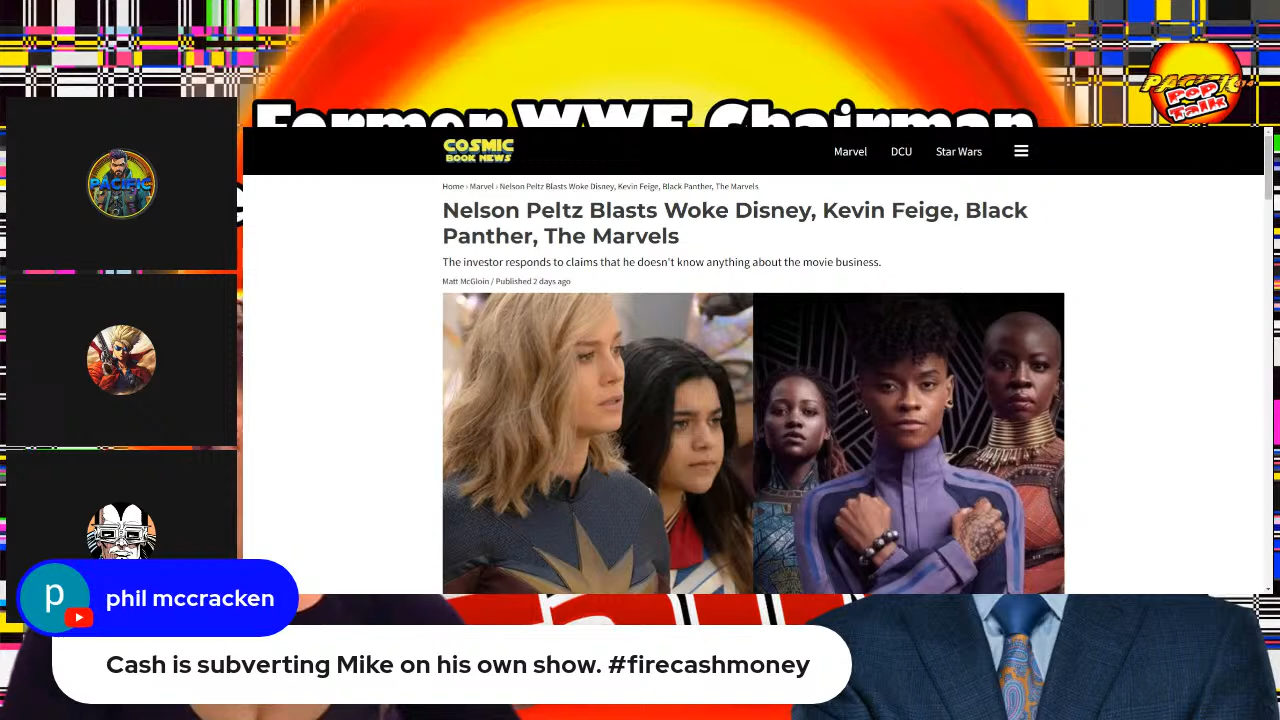 Former WWE Chairman
PACIFIC
Pop
Talk
COSMIC
BOOK NEWS
Marvel
DCU
Star Wars
PACIFIC
Home › Marvel › Nelson Peltz Blasts Woke Disney, Kevin Feige, Black Panther, The Marvels
Nelson Peltz Blasts Woke Disney, Kevin Feige, Black
Panther, The Marvels
The investor responds to claims that he doesn't know anything about the movie business.
Matt McGloin / Published 2 days ago
p
phil mccracken
Cash is subverting Mike on his own show. #firecashmoney